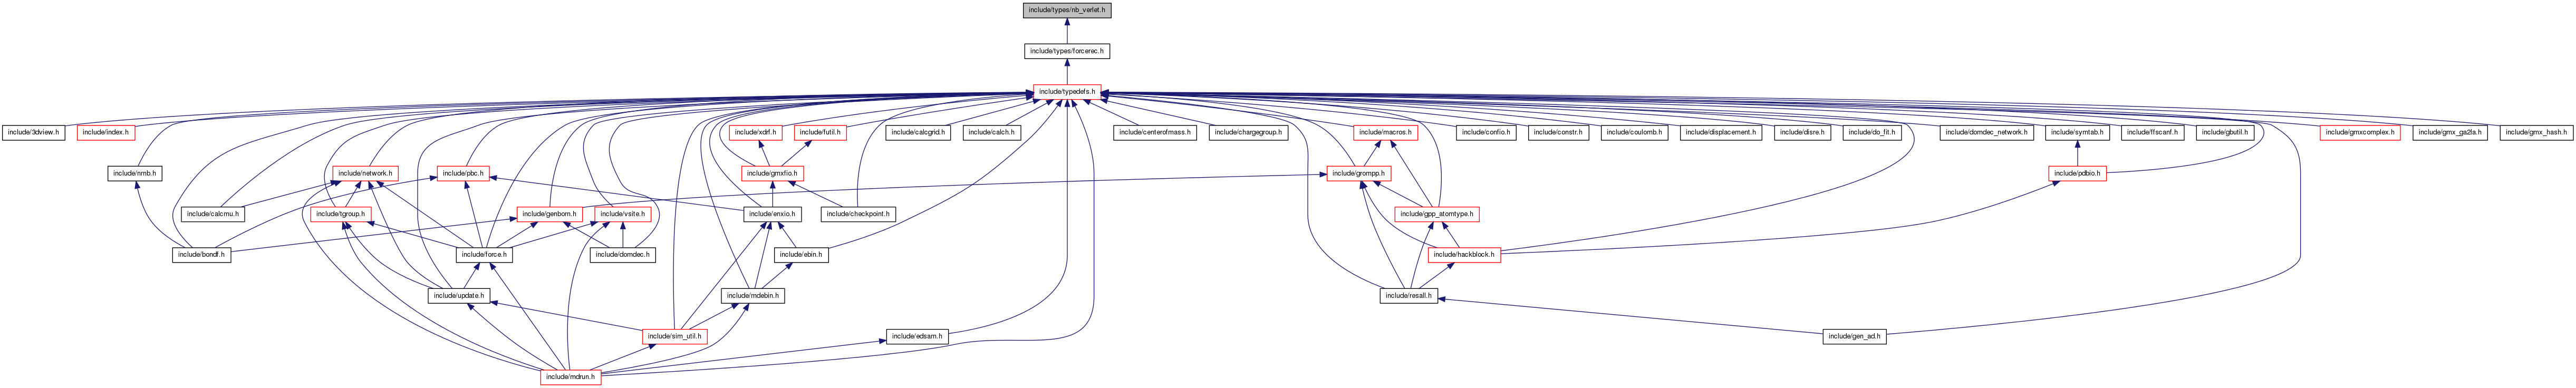 include/types/nb_verlet.h
include/types/forcerec.h
include/typedefs.h
include/3dview.h
include/index.h
include/xdrf.h
include/futil.h
include/calcgrid.h
include/calch.h
include/centerofmass.h
include/chargegroup.h
include/macros.h
include/confio.h
include/constr.h
include/coulomb.h
include/displacement.h
include/disre.h
include/do_fit.h
include/domdec_network.h
include/symtab.h
include/ffscanf.h
include/gbutil.h
include/gmxcomplex.h
include/gmx_ga2la.h
include/gmx_hash.h
include/nrnb.h
include/network.h
include/pbc.h
include/gmxfio.h
include/grompp.h
include/pdbio.h
include/calcmu.h
include/tgroup.h
include/genborn.h
include/vsite.h
include/enxio.h
include/checkpoint.h
include/gpp_atomtype.h
include/bondf.h
include/force.h
include/domdec.h
include/ebin.h
include/hackblock.h
include/update.h
include/mdebin.h
include/resall.h
include/sim_util.h
include/edsam.h
include/gen_ad.h
include/mdrun.h